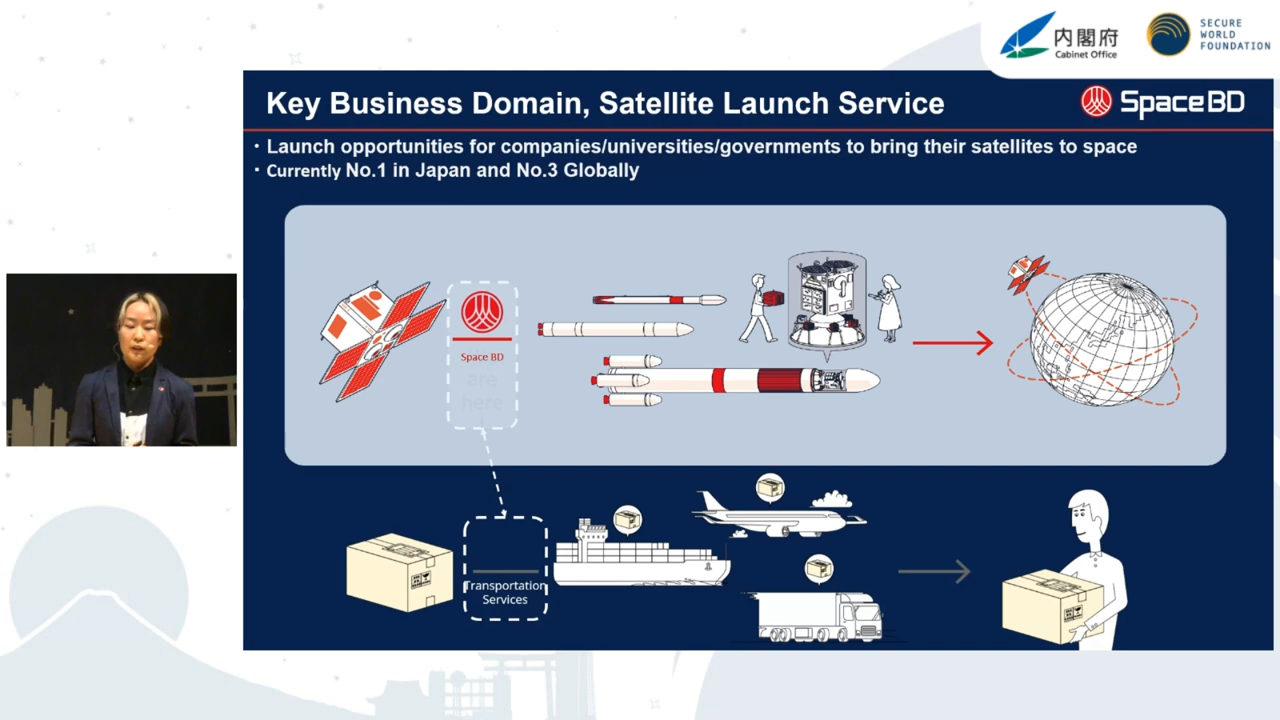 内閣府
Cabinet Office
SECURE
WORLD
FOUNDATION
Key Business Domain, Satellite Launch Service
Space BD
・Launch opportunities for companies/universities/governments to bring their satellites to space
・Currently No.1 in Japan and No.3 Globally
Space BD
are
here
Transportation
Services